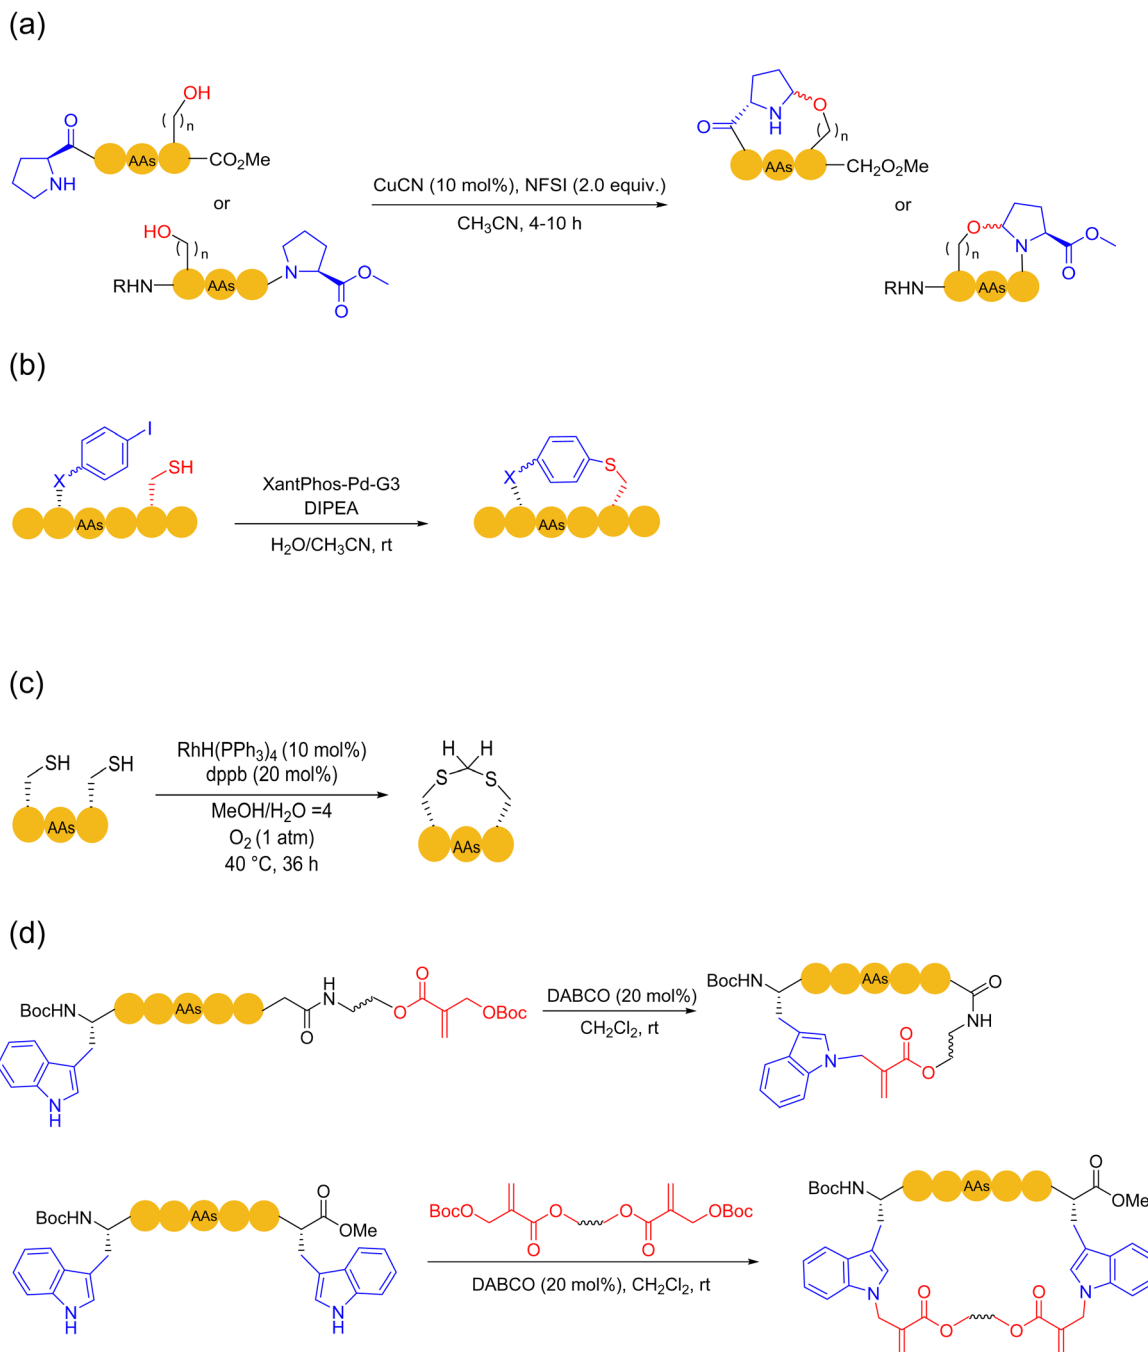 (a)
OH
O
( )n
AAs
CO2Me
NH
or
HO
( )n
RHN
AAs
N
O
O
CuCN (10 mol%), NFSI (2.0 equiv.)
CH3CN, 4-10 h
O
N
H
O
( )n
AAs
CH2O2Me
or
O
( )n
N
O
O
RHN
AAs
(b)
I
X
SH
AAs
XantPhos-Pd-G3
DIPEA
H2O/CH3CN, rt
X
S
AAs
(c)
SH
SH
AAs
RhH(PPh3)4 (10 mol%)
dppb (20 mol%)
MeOH/H2O =4
O2 (1 atm)
40 °C, 36 h
H H
S S
AAs
(d)
BocHN
AAs
O
H
N
O
O
OBoc
N
H
DABCO (20 mol%)
CH2Cl2, rt
BocHN
AAs
O
NH
N
O
O
BocHN
AAs
O
OMe
N
H
N
H
BocO
O
O
O
O
OBoc
DABCO (20 mol%), CH2Cl2, rt
BocHN
AAs
O
OMe
N
N
O
O
O
O